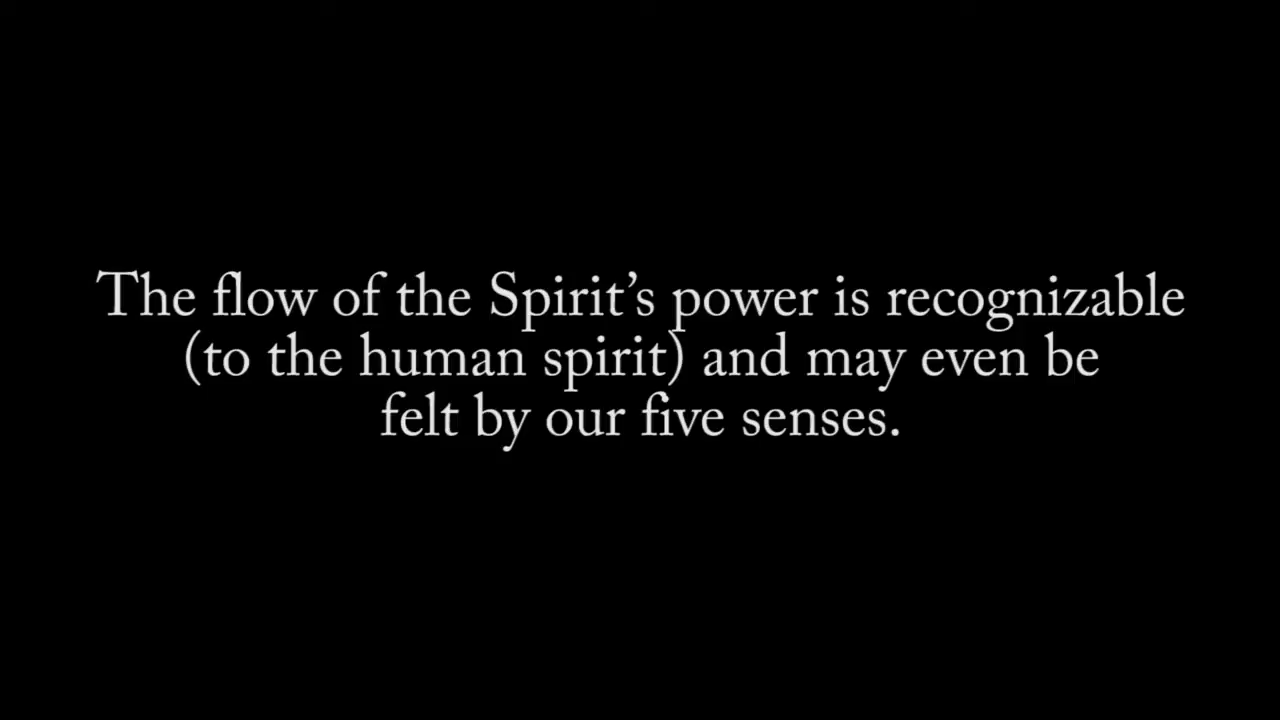 The flow of the Spirit’s power is recognizable
(to the human spirit) and may even be
felt by our five senses.